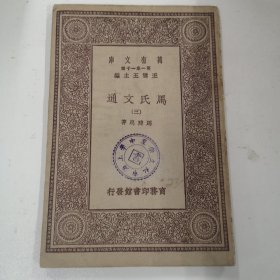 庫文有萬
種千一集一第
編主五雲王
通文氏馬
(三)
著忠建馬
行發館書印務商